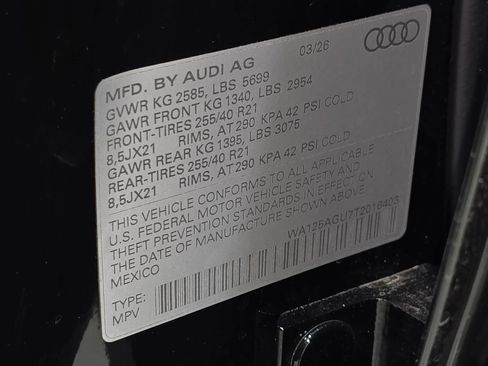 MFD. BY AUDI AG 03/26
GVWR KG 2585, LBS 5699
GAWR FRONT KG 1340, LBS 2954
FRONT-TIRES 255/40 R21
8,5JX21 RIMS, AT 290 KPA 42 PSI COLD
GAWR REAR KG 1395, LBS 3075
REAR-TIRES 255/40 R21
8,5JX21 RIMS, AT 290 KPA 42 PSI COLD
THIS VEHICLE CONFORMS TO ALL APPLICABLE
U.S. FEDERAL MOTOR VEHICLE SAFETY AND
THEFT PREVENTION STANDARDS IN EFFECT ON
THE DATE OF MANUFACTURE SHOWN ABOVE
MEXICO
WA125AGU7T2016403
TYPE:
MPV